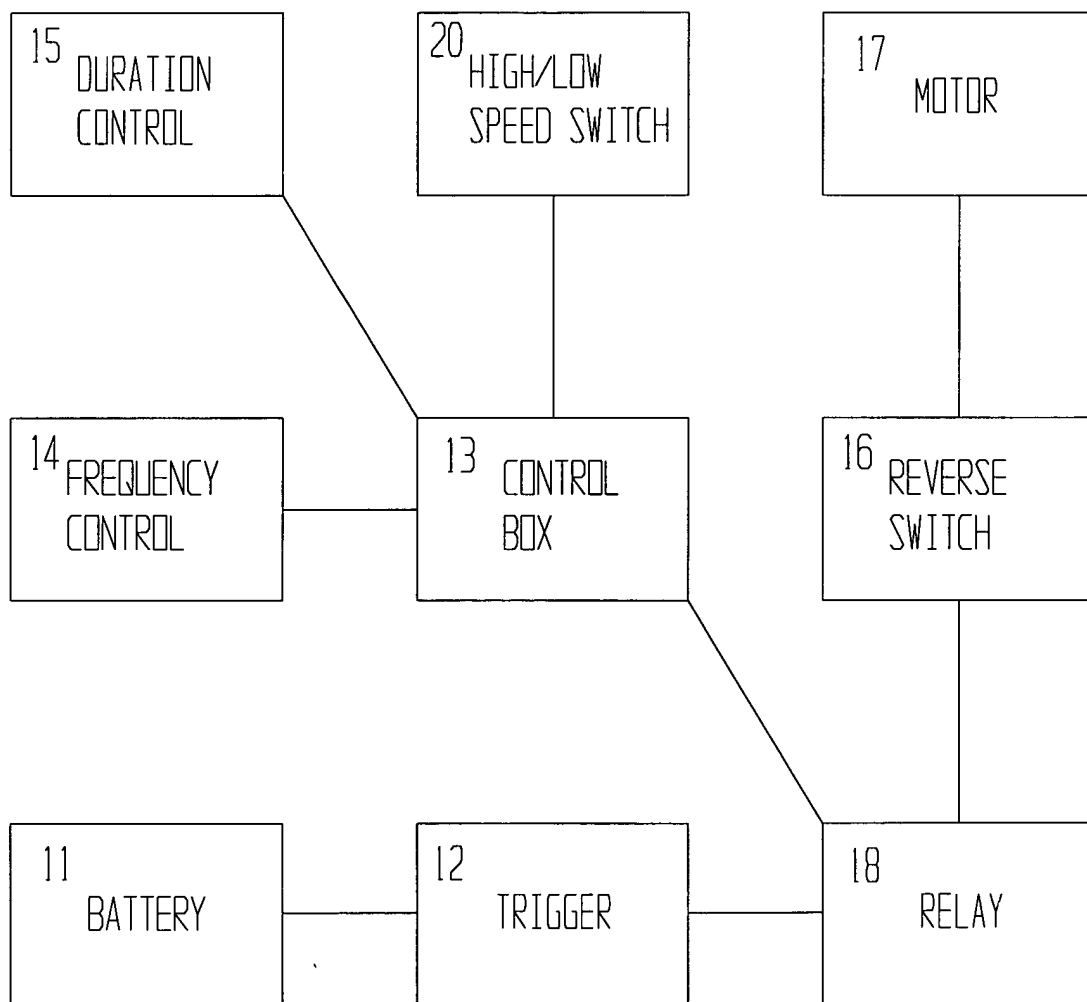 15 DURATION
CONTROL
20 HIGH/LOW
SPEED SWITCH
17
MOTOR
14 FREQUENCY
CONTROL
13 CONTROL
BOX
16 REVERSE
SWITCH
11
BATTERY
12
TRIGGER
18
RELAY